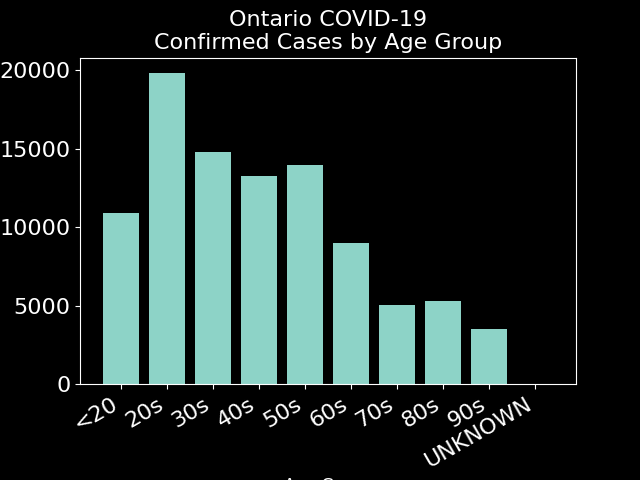 Ontario COVID-19
Confirmed Cases by Age Group
20000
15000
10000
5000
0
<20
20s
30s
40s
50s
60s
70s
80s
90s
UNKNOWN